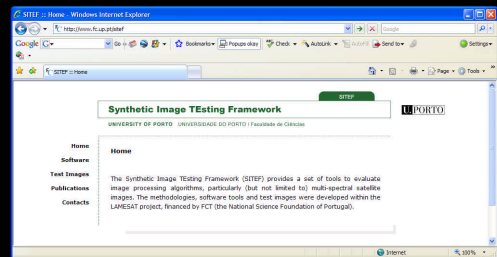 SITEF :: Home - Windows Internet Explorer
http://www.fc.up.pt/sitef
Google
Google G Go Bookmarks Popups okay Check AutoLink AutoFill Send to Settings
SITEF :: Home Page Tools
SITEF
Synthetic Image TEsting Framework
U.PORTO
UNIVERSITY OF PORTO UNIVERSIDADE DO PORTO I Faculdade de Ciências
Home
Software
Test Images
Publications
Contacts
Home
The Synthetic Image TEsting Framework (SITEF) provides a set of tools to evaluate
image processing algorithms, particularly (but not limited to) multi-spectral satellite
images. The methodologies, software tools and test images were developed within the
LAMESAT project, financed by FCT (the National Science Foundation of Portugal).
Internet 100%